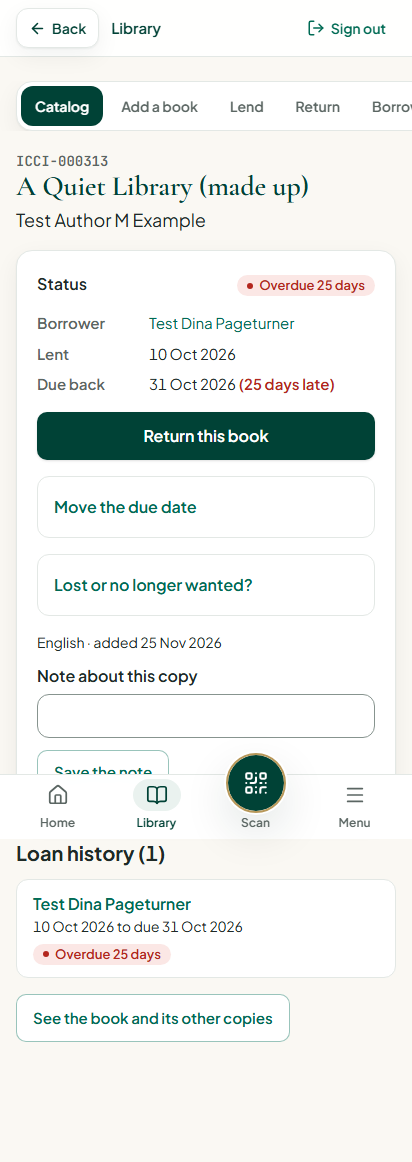 Back
Library
Sign out
Catalog
Add a book
Lend
Return
Borrow
ICCI-000313
A Quiet Library (made up)
Test Author M Example
Status
Overdue 25 days
Borrower
Test Dina Pageturner
Lent
10 Oct 2026
Due back
31 Oct 2026 (25 days late)
Return this book
Move the due date
Lost or no longer wanted?
English · added 25 Nov 2026
Note about this copy
Save the note
Home
Library
Scan
Menu
Loan history (1)
Test Dina Pageturner
10 Oct 2026 to due 31 Oct 2026
Overdue 25 days
See the book and its other copies